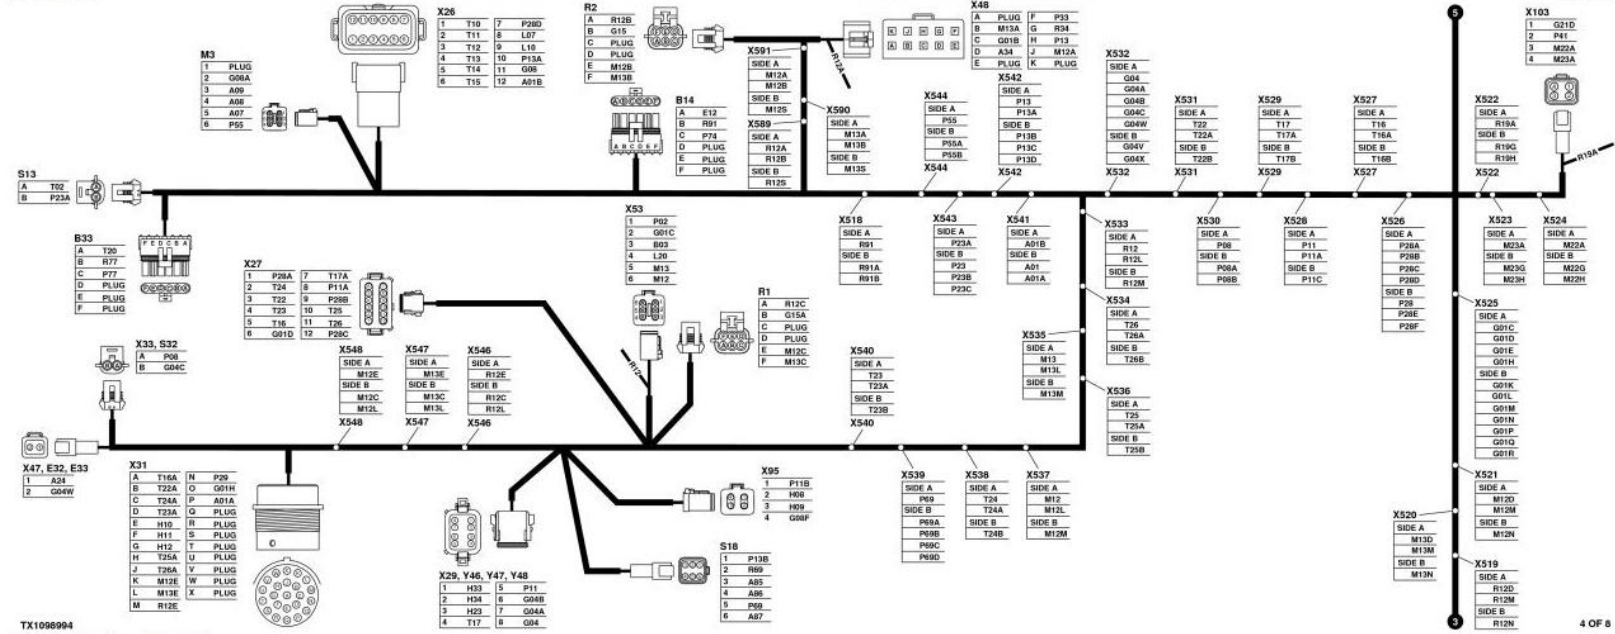 X26
1 T10 7 P28D
2 T11 8 L07
3 T12 9 L10
4 T13 10 P13A
5 T14 11 G08
6 T15 12 A01B
M3
1 PLUG
2 G08A
3 A09
4 A08
5 A07
6 P55
R2
A R12B
B G15
C PLUG
D PLUG
E M12B
F M13B
B14
A E12
B R91
C P74
D PLUG
E PLUG
F PLUG
A B C D E F
X591
SIDE A
M12A
M12B
SIDE B
M12S
X589
SIDE A
R12A
R12B
SIDE B
R12S
R12A
X590
SIDE A
M13A
M13B
SIDE B
M13S
X48
A PLUG F P33
B M13A G R34
C G01B H P13
D A34 J M12A
E PLUG K PLUG
K J H G F
A B C D E
X544
SIDE A
P55
SIDE B
P55A
P55B
X544
X542
SIDE A
P13
P13A
SIDE B
P13B
P13C
P13D
X542
X532
SIDE A
G04
G04A
G04B
G04C
G04W
SIDE B
G04V
G04X
X532
X531
SIDE A
T22
T22A
SIDE B
T22B
X531
X529
SIDE A
T17
T17A
SIDE B
T17B
X529
X527
SIDE A
T16
T16A
SIDE B
T16B
X527
5
X522
SIDE A
R19A
SIDE B
R19G
R19H
X522
X103
1 G21D
2 P41
3 M22A
4 M23A
R19A
S13
A T02
B P23A
B33
A T20
B R77
C P77
D PLUG
E PLUG
F PLUG
F E D C B A
X27
1 P28A 7 T17A
2 T24 8 P11A
3 T22 9 P28B
4 T23 10 T25
5 T16 11 T26
6 G01D 12 P28C
X53
1 P02
2 G01C
3 B03
4 L20
5 M13
6 M12
R1
A R12C
B G15A
C PLUG
D PLUG
E M12C
F M13C
R12
X518
SIDE A
R91
SIDE B
R91A
R91B
X543
SIDE A
P23A
SIDE B
P23
P23B
P23C
X541
SIDE A
A01B
SIDE B
A01
A01A
X533
SIDE A
R12
R12L
SIDE B
R12M
X530
SIDE A
P08
SIDE B
P08A
P08B
X528
SIDE A
P11
P11A
SIDE B
P11C
X526
SIDE A
P28A
P28B
P28C
P28D
SIDE B
P28
P28E
P28F
X523
SIDE A
M23A
SIDE B
M23G
M23H
X524
SIDE A
M22A
SIDE B
M22G
M22H
X534
SIDE A
T26
T26A
SIDE B
T26B
X535
SIDE A
M13
M13L
SIDE B
M13M
X536
SIDE A
T25
T25A
SIDE B
T25B
X525
SIDE A
G01C
G01D
G01E
G01H
SIDE B
G01K
G01L
G01M
G01N
G01P
G01Q
G01R
X33, S32
A P08
B G04C
X548
SIDE A
M12E
SIDE B
M12C
M12L
X548
X547
SIDE A
M13E
SIDE B
M13C
M13L
X547
X546
SIDE A
R12E
SIDE B
R12C
R12L
X546
X540
SIDE A
T23
T23A
SIDE B
T23B
X540
X47, E32, E33
1 A24
2 G04W
X31
A T16A N P29
B T22A O G01H
C T24A P A01A
D T23A Q PLUG
E H10 R PLUG
F H11 S PLUG
G H12 T PLUG
H T25A U PLUG
J T26A V PLUG
K M12E W PLUG
L M13E X PLUG
M R12E
X29, Y46, Y47, Y48
1 H33 5 P11
2 H34 6 G04B
3 H23 7 G04A
4 T17 8 G04
X95
1 P11B
2 H08
3 H09
4 G08F
S18
1 P13B
2 R69
3 A85
4 A86
5 P69
6 A87
X539
SIDE A
P69
SIDE B
P69A
P69B
P69C
P69D
X538
SIDE A
T24
T24A
SIDE B
T24B
X537
SIDE A
M12
M12L
SIDE B
M12M
X521
SIDE A
M12D
M12M
SIDE B
M12N
X520
SIDE A
M13D
M13M
SIDE B
M13N
X519
SIDE A
R12D
R12M
SIDE B
R12N
3
TX1098994
4 OF 8